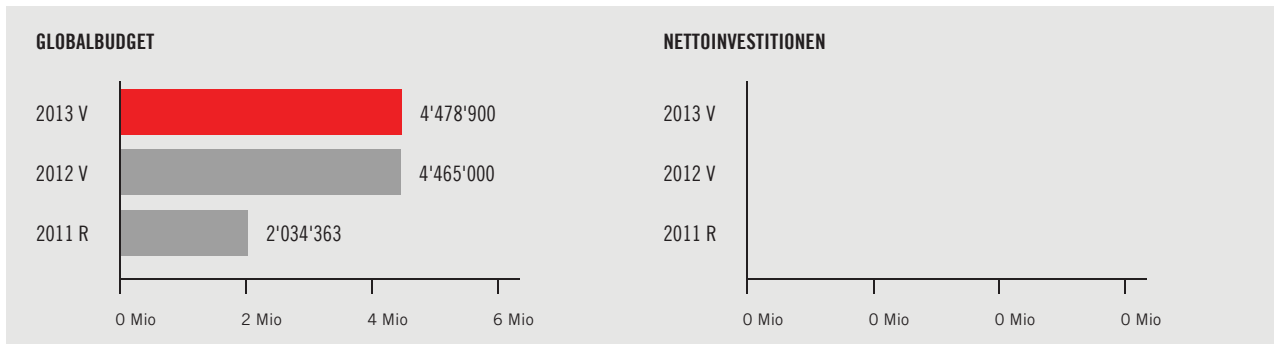 GLOBALBUDGET
2013 V 4'478'900
2012 V 4'465'000
2011 R 2'034'363
0 Mio 2 Mio 4 Mio 6 Mio
NETTOINVESTITIONEN
2013 V
2012 V
2011 R
0 Mio 0 Mio 0 Mio 0 Mio